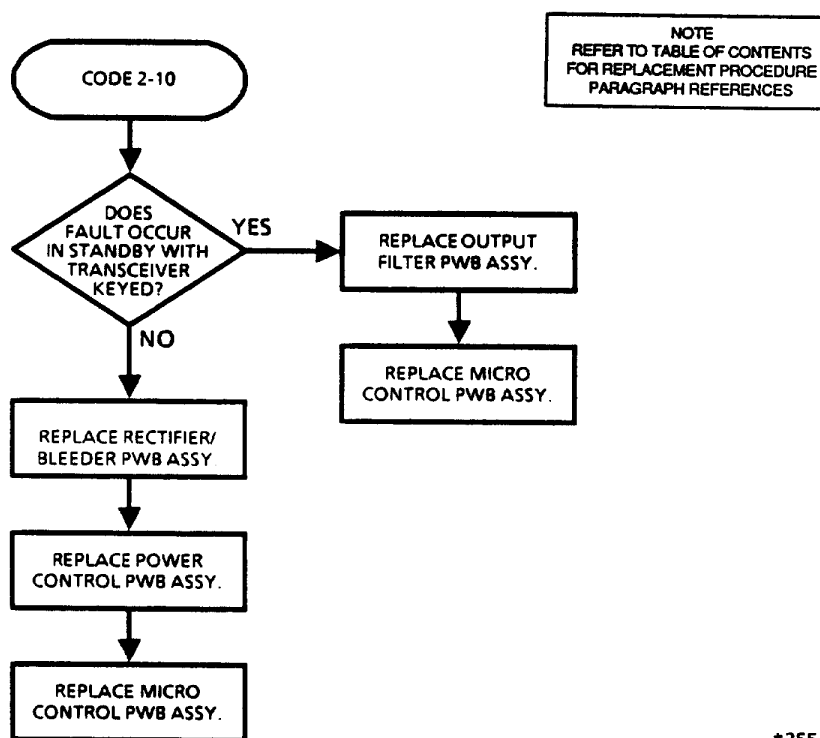 NOTE
REFER TO TABLE OF CONTENTS
FOR REPLACEMENT PROCEDURE
PARAGRAPH REFERENCES
CODE 2-10
DOES
FAULT OCCUR
IN STANDBY WITH
TRANSCEIVER
KEYED?
YES
REPLACE OUTPUT
FILTER PWB ASSY.
NO
REPLACE MICRO
CONTROL PWB ASSY.
REPLACE RECTIFIER/
BLEEDER PWB ASSY.
REPLACE POWER
CONTROL PWB ASSY.
REPLACE MICRO
CONTROL PWB ASSY.